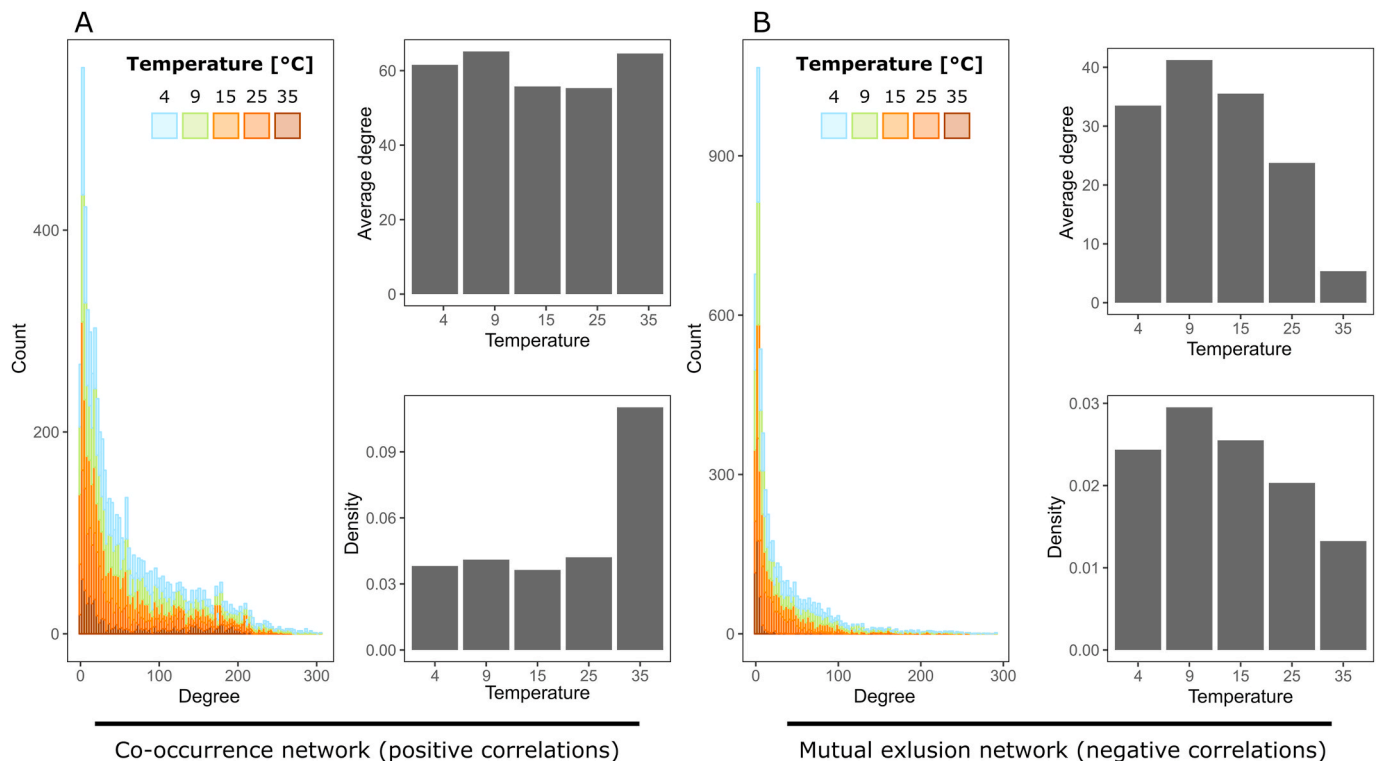 A
Temperature [°C]
4 9 15 25 35
Count
400
200
0
0 100 200 300
Degree
Average degree
60
40
20
0
4 9 15 25 35
Temperature
Density
0.09
0.06
0.03
0.00
4 9 15 25 35
Temperature
Co-occurrence network (positive correlations)
B
Temperature [°C]
4 9 15 25 35
Count
900
600
300
0
0 100 200 300
Degree
Average degree
40
30
20
10
0
4 9 15 25 35
Temperature
Density
0.03
0.02
0.01
0.00
4 9 15 25 35
Temperature
Mutual exlusion network (negative correlations)